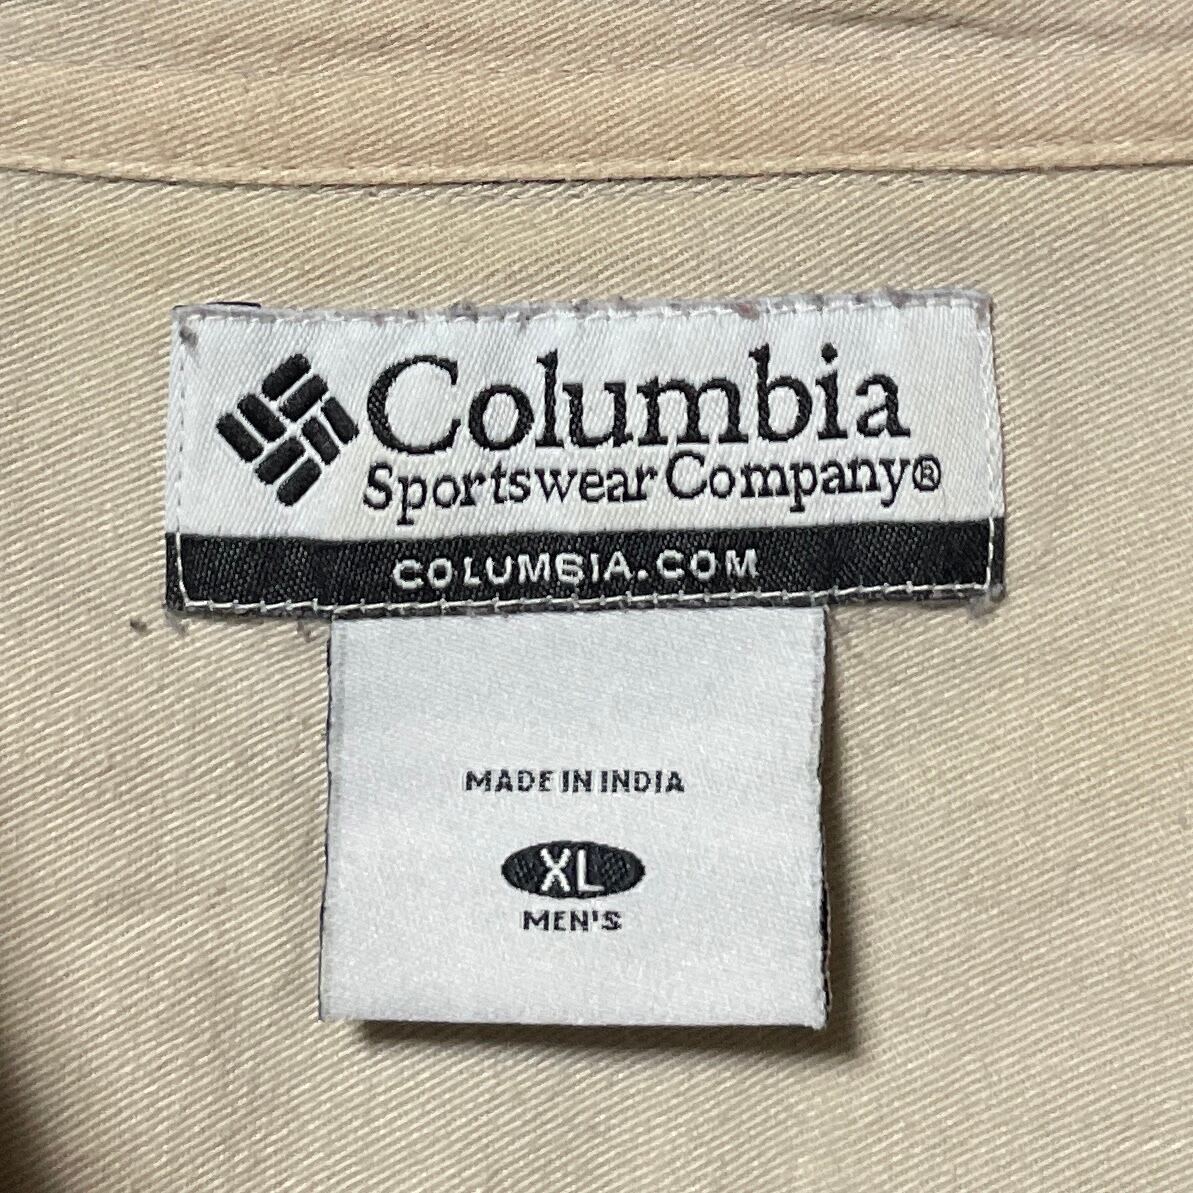 Columbia
Sportswear Company®
COLUMBIA.COM
MADE IN INDIA
XL
MEN'S